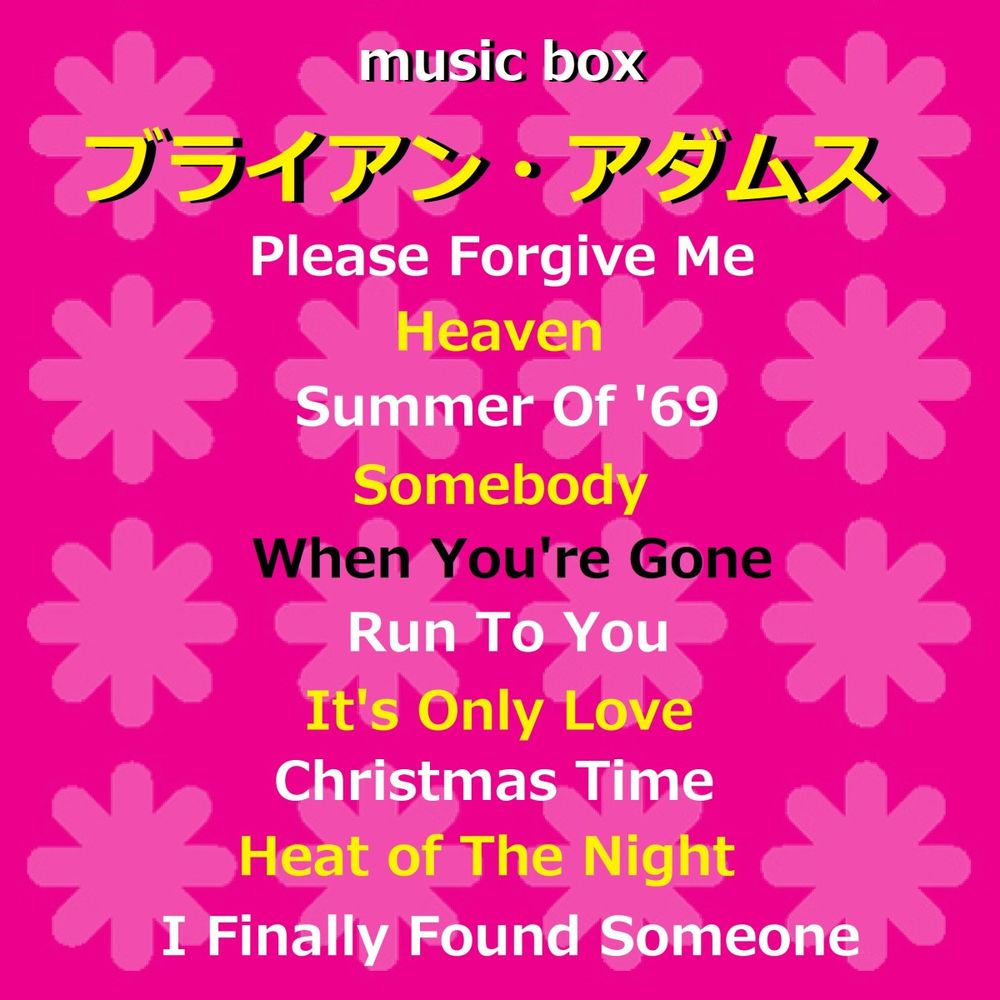 music box
ブライアン・アダムス
Please Forgive Me
Heaven
Summer Of '69
Somebody
When You're Gone
Run To You
It's Only Love
Christmas Time
Heat of The Night
I Finally Found Someone